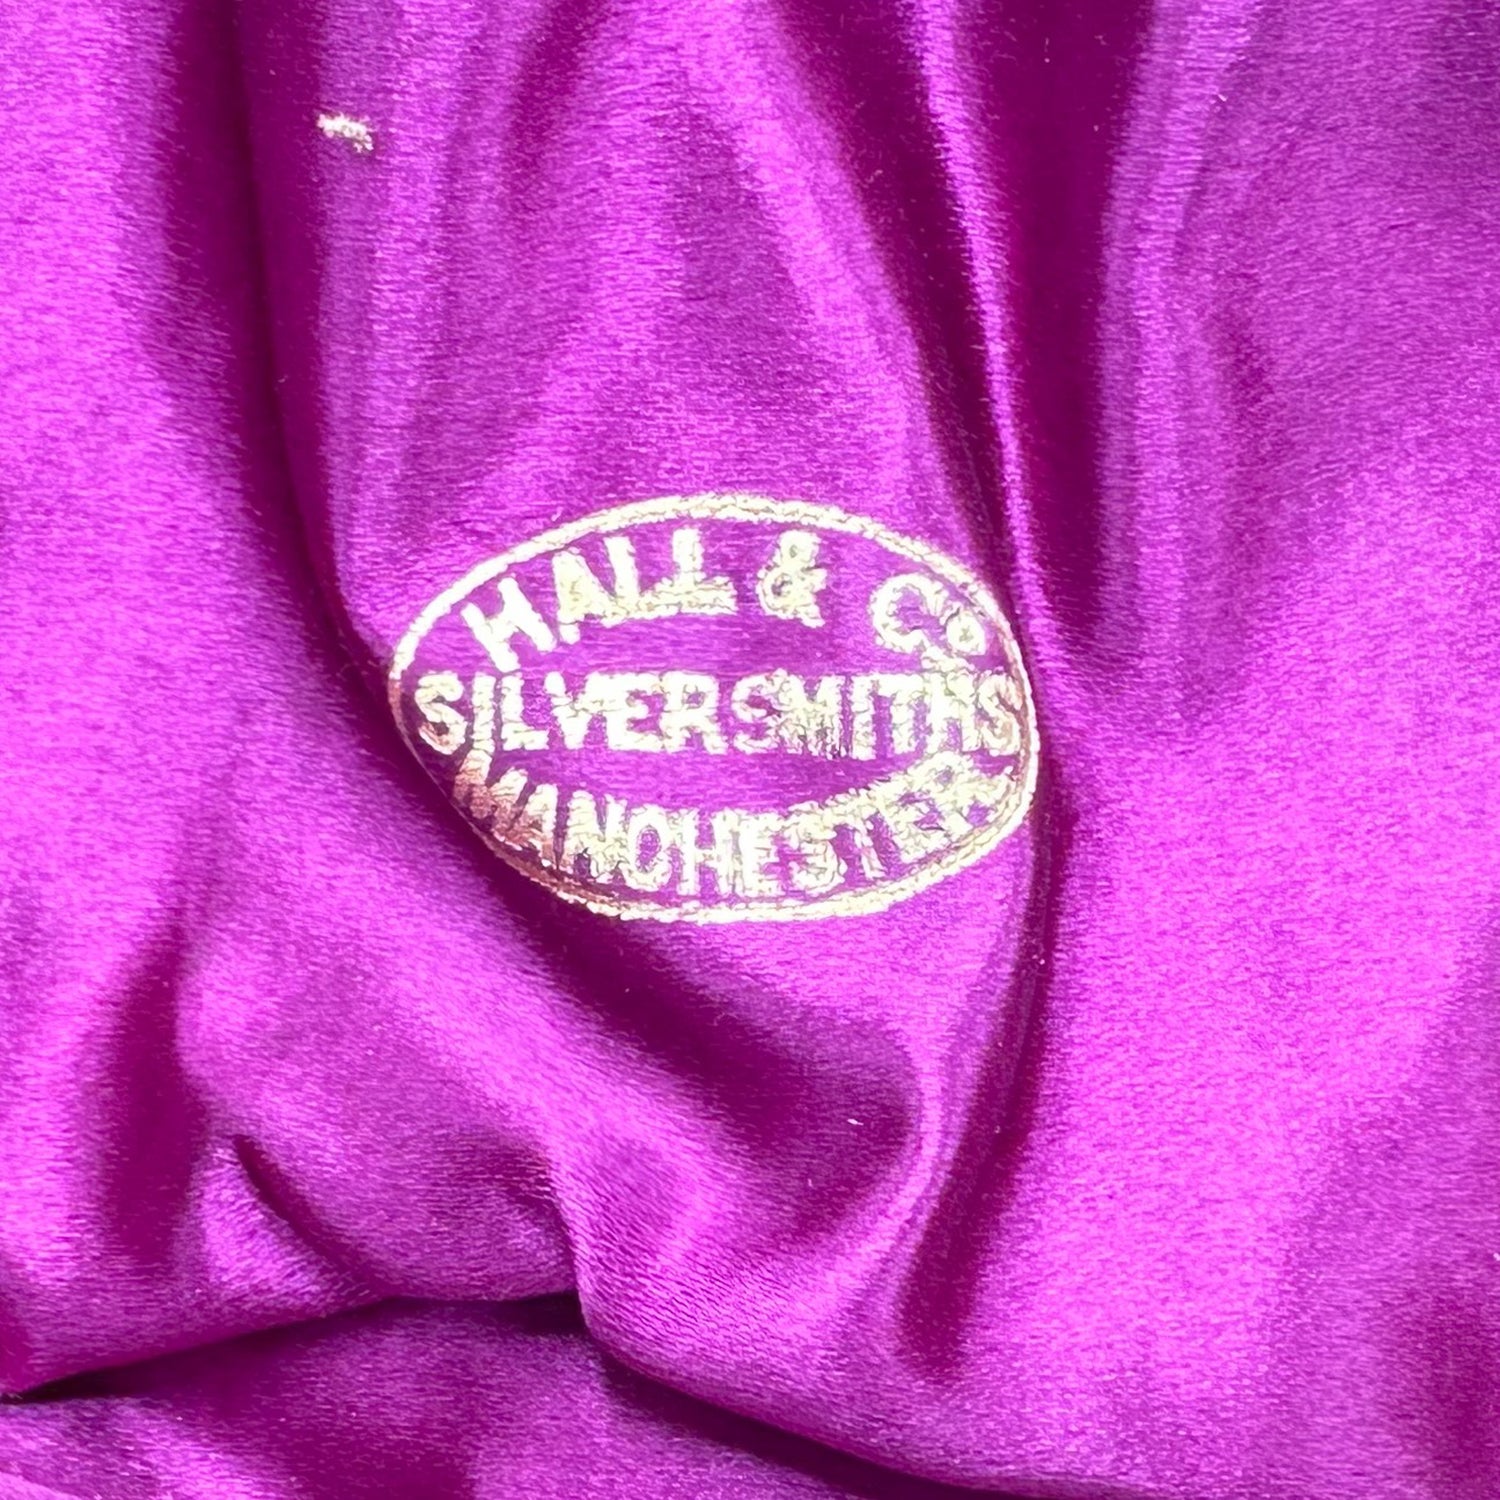 HALL & Co
SILVERSMITHS
MANCHESTER.